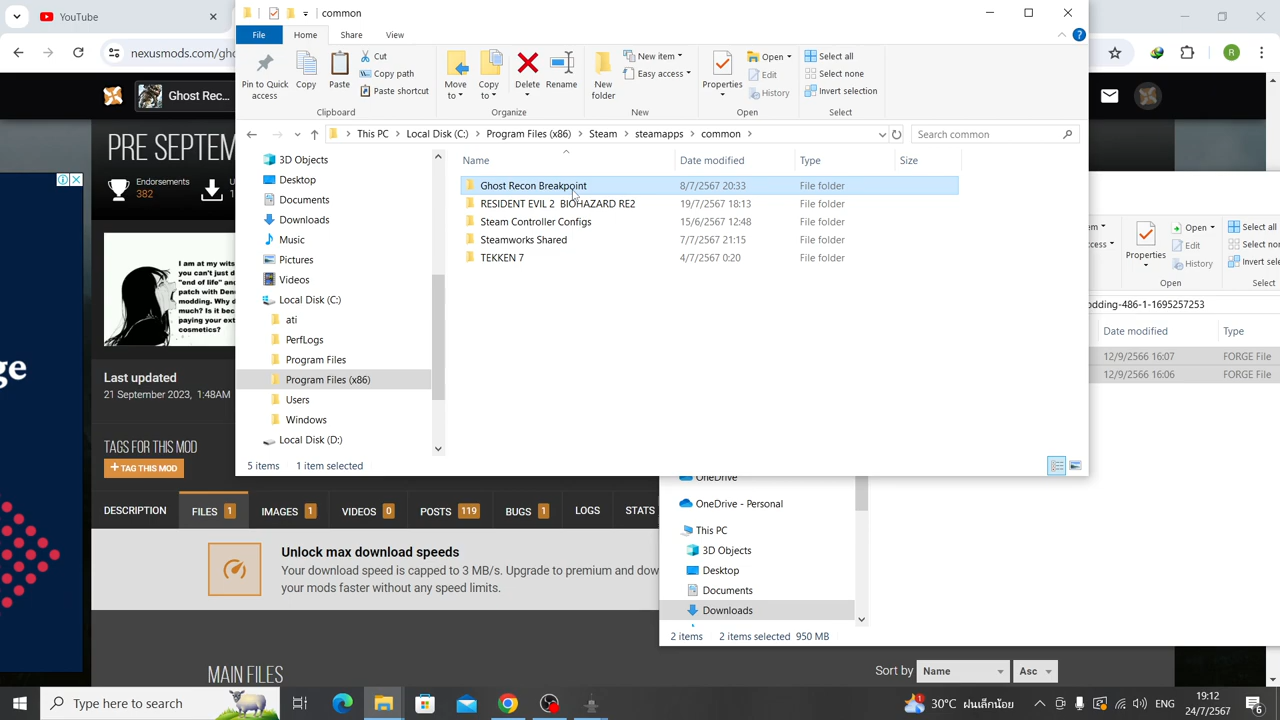 YouTube
nexusmods.com/gho
Ghost Rec...
common
File
Home
Share
View
Pin to Quick access
Copy
Paste
Cut
Copy path
Paste shortcut
Clipboard
Move to
Copy to
Delete
Rename
Organize
New folder
New item
Easy access
New
Properties
Open
Edit
History
Open
Select all
Select none
Invert selection
Select
This PC
Local Disk (C:)
Program Files (x86)
Steam
steamapps
common
Search common
Name
Date modified
Type
Size
Ghost Recon Breakpoint 8/7/2567 20:33 File folder
RESIDENT EVIL 2 BIOHAZARD RE2 19/7/2567 18:13 File folder
Steam Controller Configs 15/6/2567 12:48 File folder
Steamworks Shared 7/7/2567 21:15 File folder
TEKKEN 7 4/7/2567 0:20 File folder
3D Objects
Desktop
Documents
Downloads
Music
Pictures
Videos
Local Disk (C:)
ati
PerfLogs
Program Files
Program Files (x86)
Users
Windows
Local Disk (D:)
5 items 1 item selected
R
PRE SEPTEM
Endorsements
382
I am at my wits
you can't just d
"end of life" and
patch with Denu
modding. Why d
much? Is it bec
paying your ext
cosmetics?
Last updated
21 September 2023, 1:48AM
TAGS FOR THIS MOD
+ TAG THIS MOD
DESCRIPTION
FILES 1
IMAGES 1
VIDEOS 0
POSTS 119
BUGS 1
LOGS
STATS
Unlock max download speeds
Your download speed is capped to 3 MB/s. Upgrade to premium and dow
your mods faster without any speed limits.
MAIN FILES
Sort by
Name
Asc
Properties
Open
Edit
History
Open
Select all
Select none
Invert sele
Select
odding-486-1-1695257253
Date modified
Type
12/9/2566 16:07 FORGE File
12/9/2566 16:06 FORGE File
OneDrive
OneDrive - Personal
This PC
3D Objects
Desktop
Documents
Downloads
2 items 2 items selected 950 MB
Type here to search
30°C ฝนเล็กน้อย
ENG
19:12
24/7/2567
6